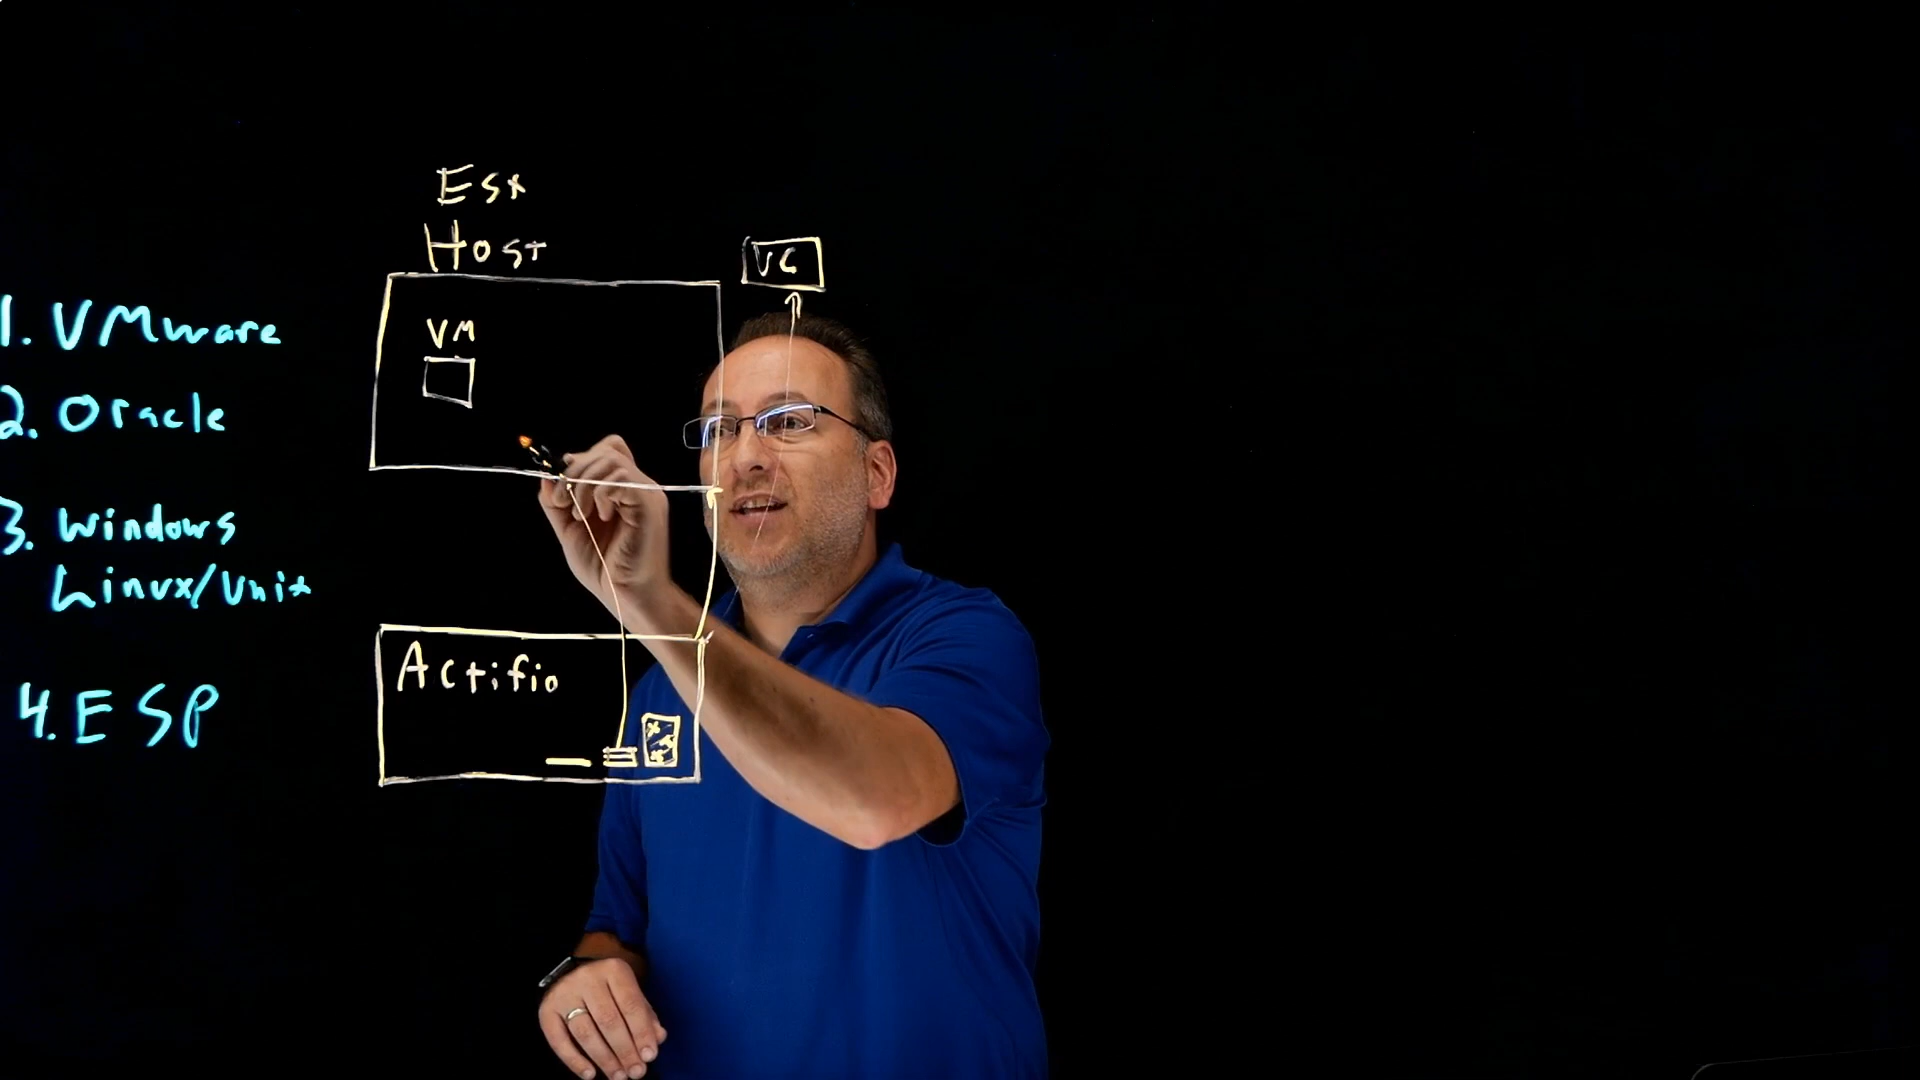 1. VMware
2. Oracle
3. Windows
Linux/Unix
4. ESP
Esx
Host
VM
VC
Actifio